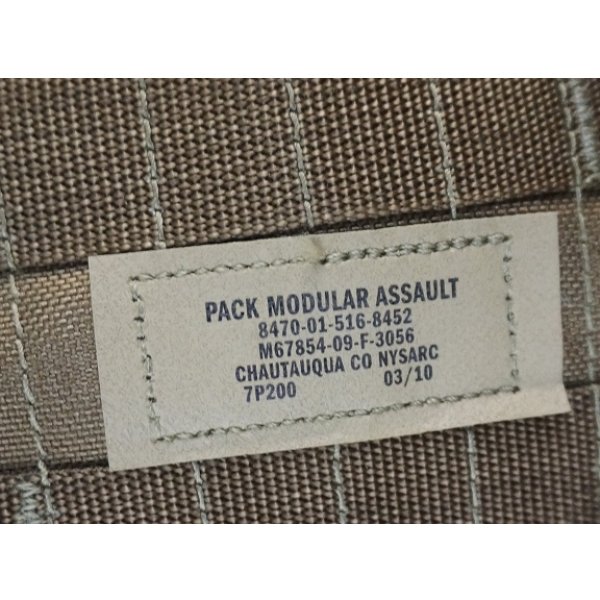 PACK MODULAR ASSAULT
8470-01-516-8452
M67854-09-F-3056
CHAUTAUQUA CO NYSARC
7P200 03/10